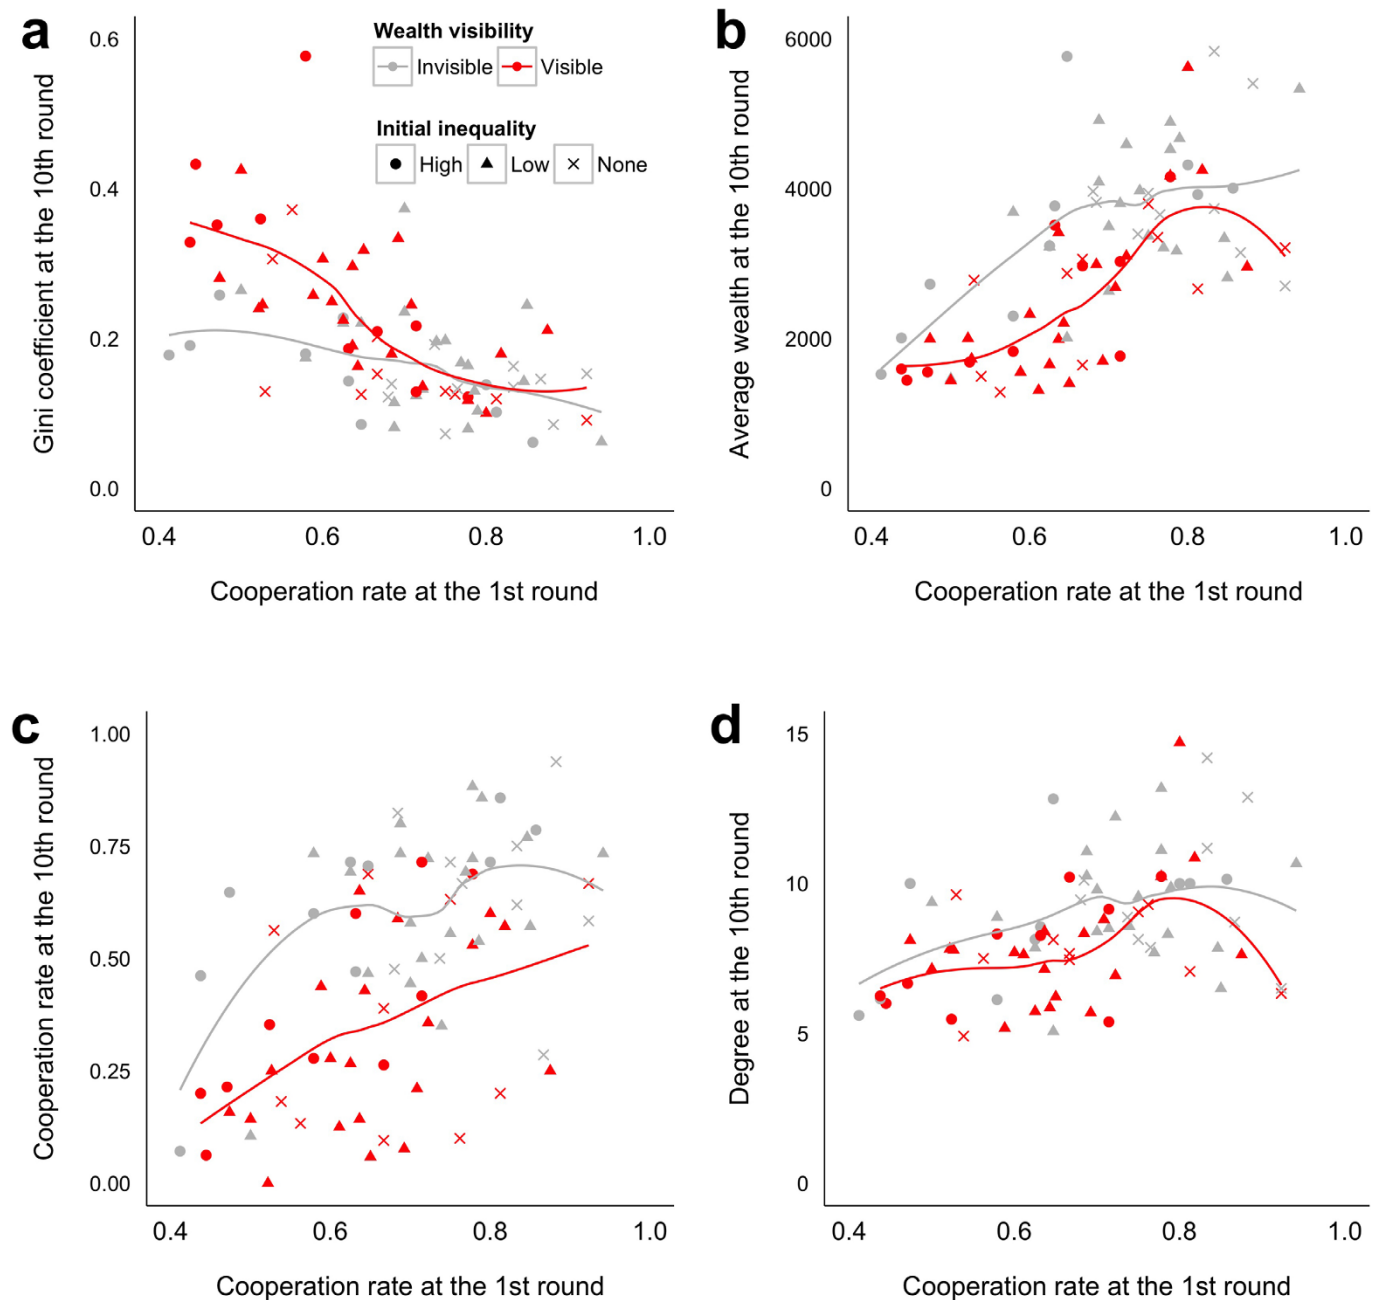 a
Wealth visibility
Invisible Visible
Initial inequality
High Low None
0.6
0.4
0.2
0.0
Gini coefficient at the 10th round
0.4 0.6 0.8 1.0
Cooperation rate at the 1st round
b
6000
4000
2000
0
Average wealth at the 10th round
0.4 0.6 0.8 1.0
Cooperation rate at the 1st round
c
1.00
0.75
0.50
0.25
0.00
Cooperation rate at the 10th round
0.4 0.6 0.8 1.0
Cooperation rate at the 1st round
d
15
10
5
0
Degree at the 10th round
0.4 0.6 0.8 1.0
Cooperation rate at the 1st round